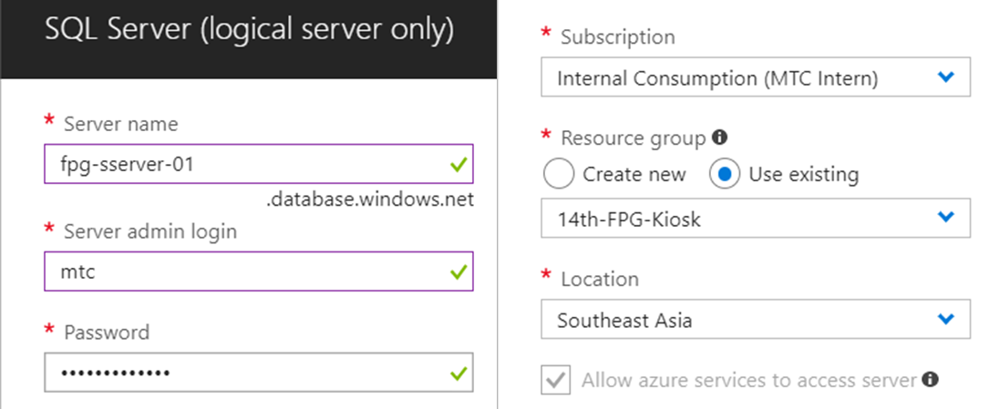 SQL Server (logical server only)
* Server name
fpg-sserver-01
.database.windows.net
* Server admin login
mtc
* Password
•••••••••••••
* Subscription
Internal Consumption (MTC Intern)
* Resource group
Create new Use existing
14th-FPG-Kiosk
* Location
Southeast Asia
Allow azure services to access server